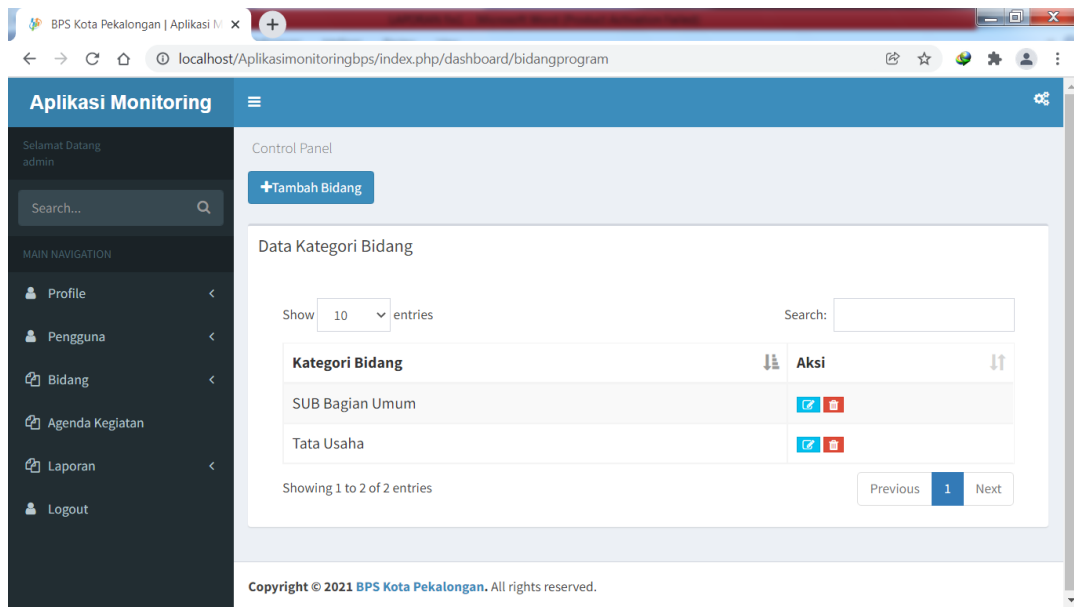 BPS Kota Pekalongan | Aplikasi M
localhost/Aplikasimonitoringbps/index.php/dashboard/bidangprogram
Aplikasi Monitoring
Selamat Datang
admin
Search...
MAIN NAVIGATION
Profile
Pengguna
Bidang
Agenda Kegiatan
Laporan
Logout
Control Panel
Tambah Bidang
Data Kategori Bidang
Show 10 entries
Search:
Kategori Bidang Aksi
SUB Bagian Umum
Tata Usaha
Showing 1 to 2 of 2 entries
Previous 1 Next
Copyright © 2021 BPS Kota Pekalongan. All rights reserved.